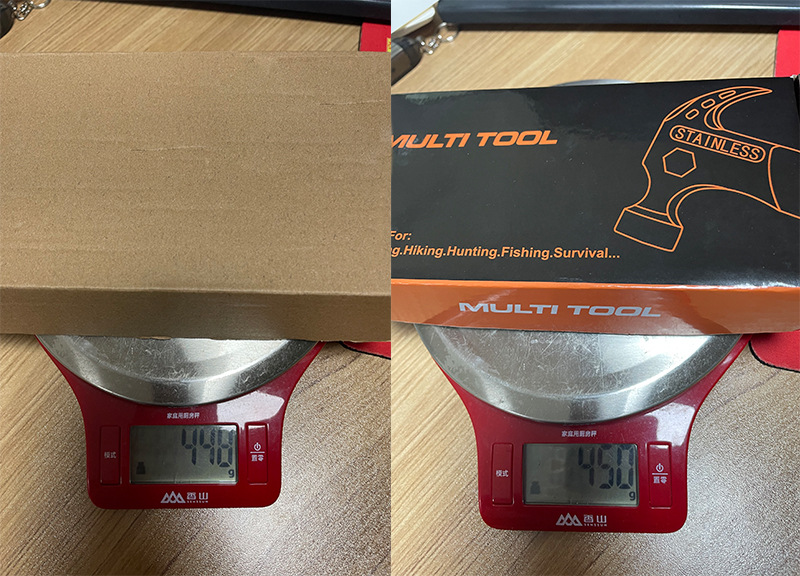 家庭用厨房秤
模式
440
g
置零
香山
SENSSUN
MULTI TOOL
STAINLESS
For:
g.Hiking.Hunting.Fishing.Survival...
MULTI TOOL
家庭用厨房秤
模式
450
g
置零
香山
SENSSUN